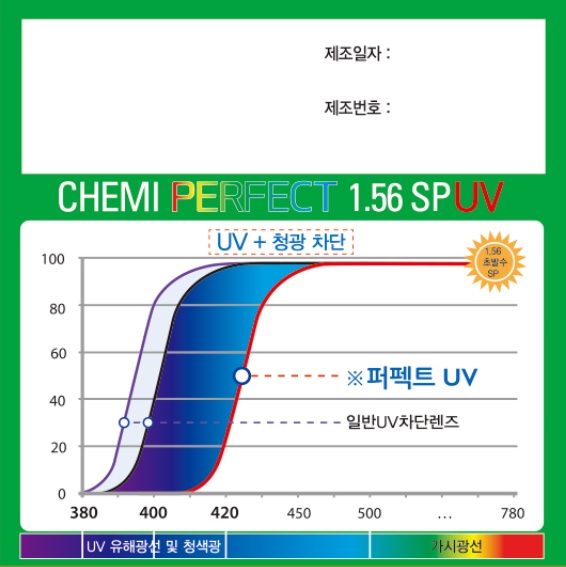 제조일자 :
제조번호 :
CHEMI PERFECT 1.56 SP UV
UV + 청광 차단
1.56
초발수
SP
100
80
60
40
20
0
※퍼펙트 UV
일반UV차단렌즈
380 400 420 450 500 ... 780
UV 유해광선 및 청색광 가시광선